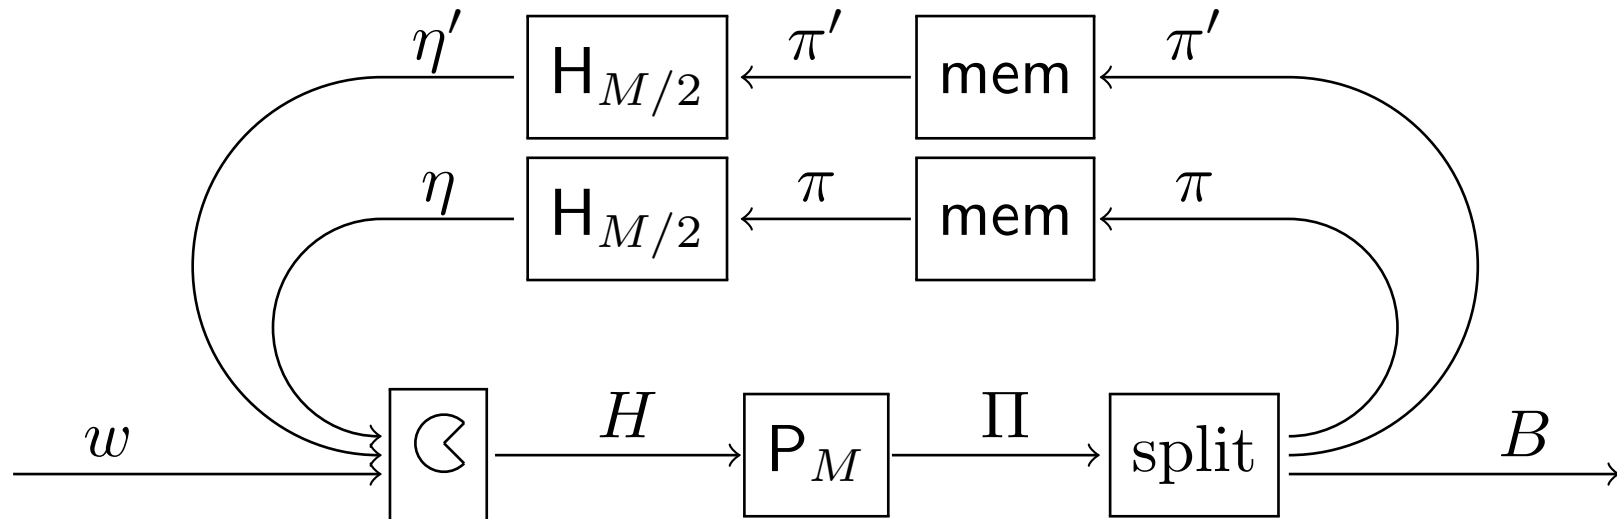 η′ H_{M/2} π′ mem π′
η H_{M/2} π mem π
w H P_M Π split B